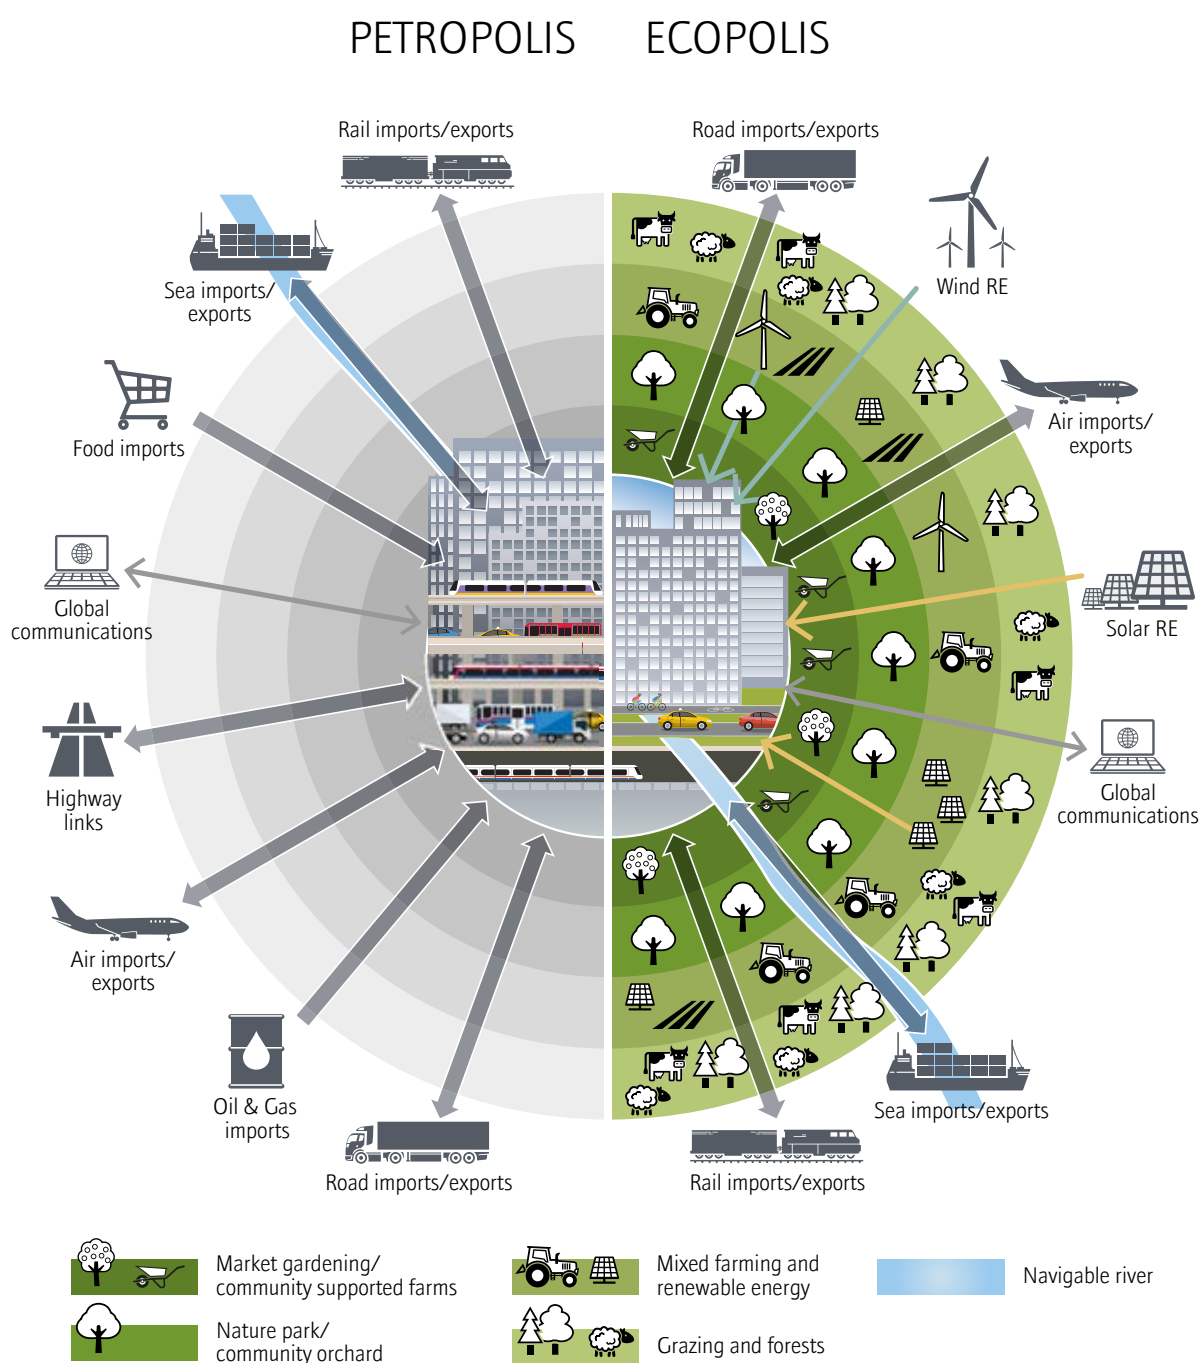 PETROPOLIS
ECOPOLIS
Rail imports/exports
Road imports/exports
Sea imports/
exports
Wind RE
Food imports
Air imports/
exports
Global
communications
Solar RE
Highway
links
Global
communications
Air imports/
exports
Oil & Gas
imports
Sea imports/exports
Road imports/exports
Rail imports/exports
Market gardening/
community supported farms
Mixed farming and
renewable energy
Navigable river
Nature park/
community orchard
Grazing and forests